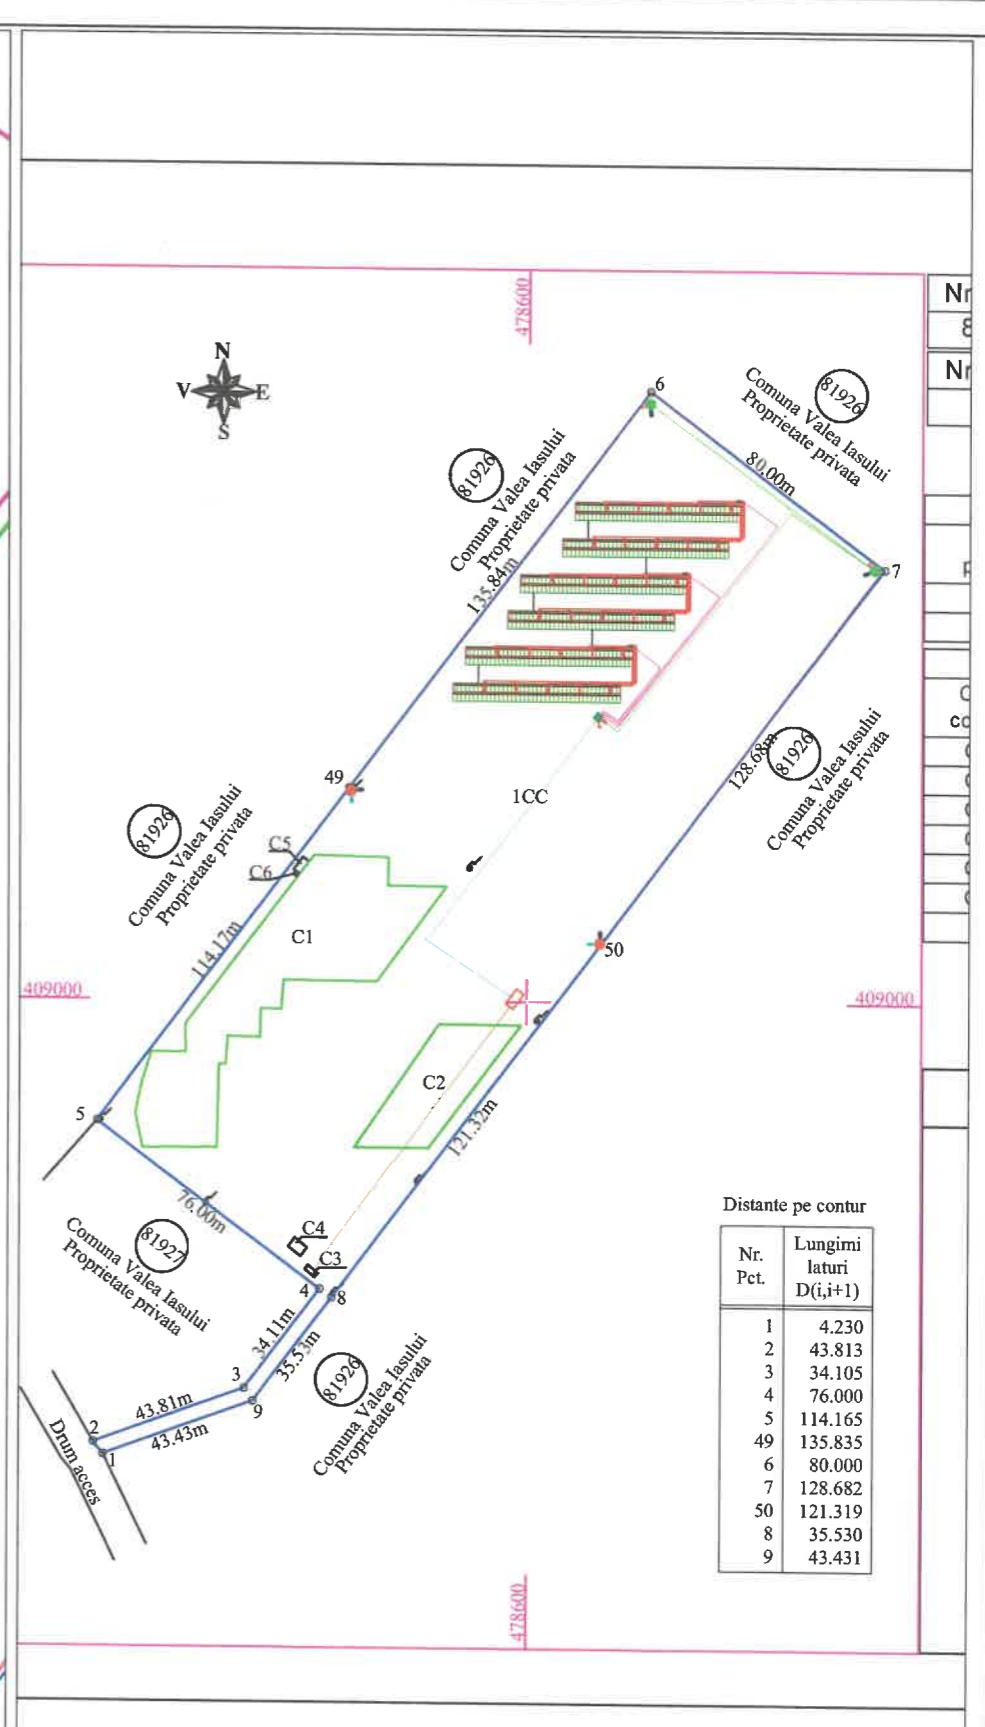 478600
Nr
Nr
N
V E
S
6
81926
Comuna Valea Iasului
Proprietate privata
80.00m
81926
Comuna Valea Iasului
Proprietate privata
135.84m
7
49
1CC
128.68m
81926
Comuna Valea Iasului
Proprietate privata
81926
Comuna Valea Iasului
Proprietate privata
C5
C6
C1
114.17m
50
409000
409000
C2
5
121.32m
76.00m
81927
Comuna Valea Iasului
Proprietate privata
C4
C3
4
8
34.11m
35.53m
81926
Comuna Valea Iasului
Proprietate privata
3
9
43.81m
43.43m
2
1
Drum acces
Distante pe contur
Nr. Pct.
Lungimi laturi D(i,i+1)
1 4.230
2 43.813
3 34.105
4 76.000
5 114.165
49 135.835
6 80.000
7 128.682
50 121.319
8 35.530
9 43.431
478600